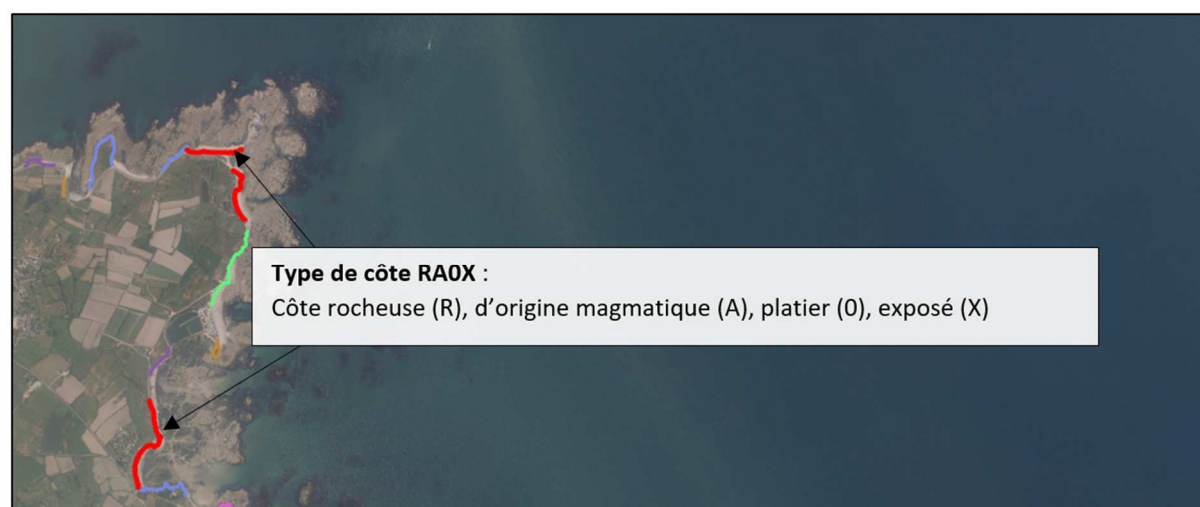 Type de côte RA0X :
Côte rocheuse (R), d’origine magmatique (A), platier (0), exposé (X)